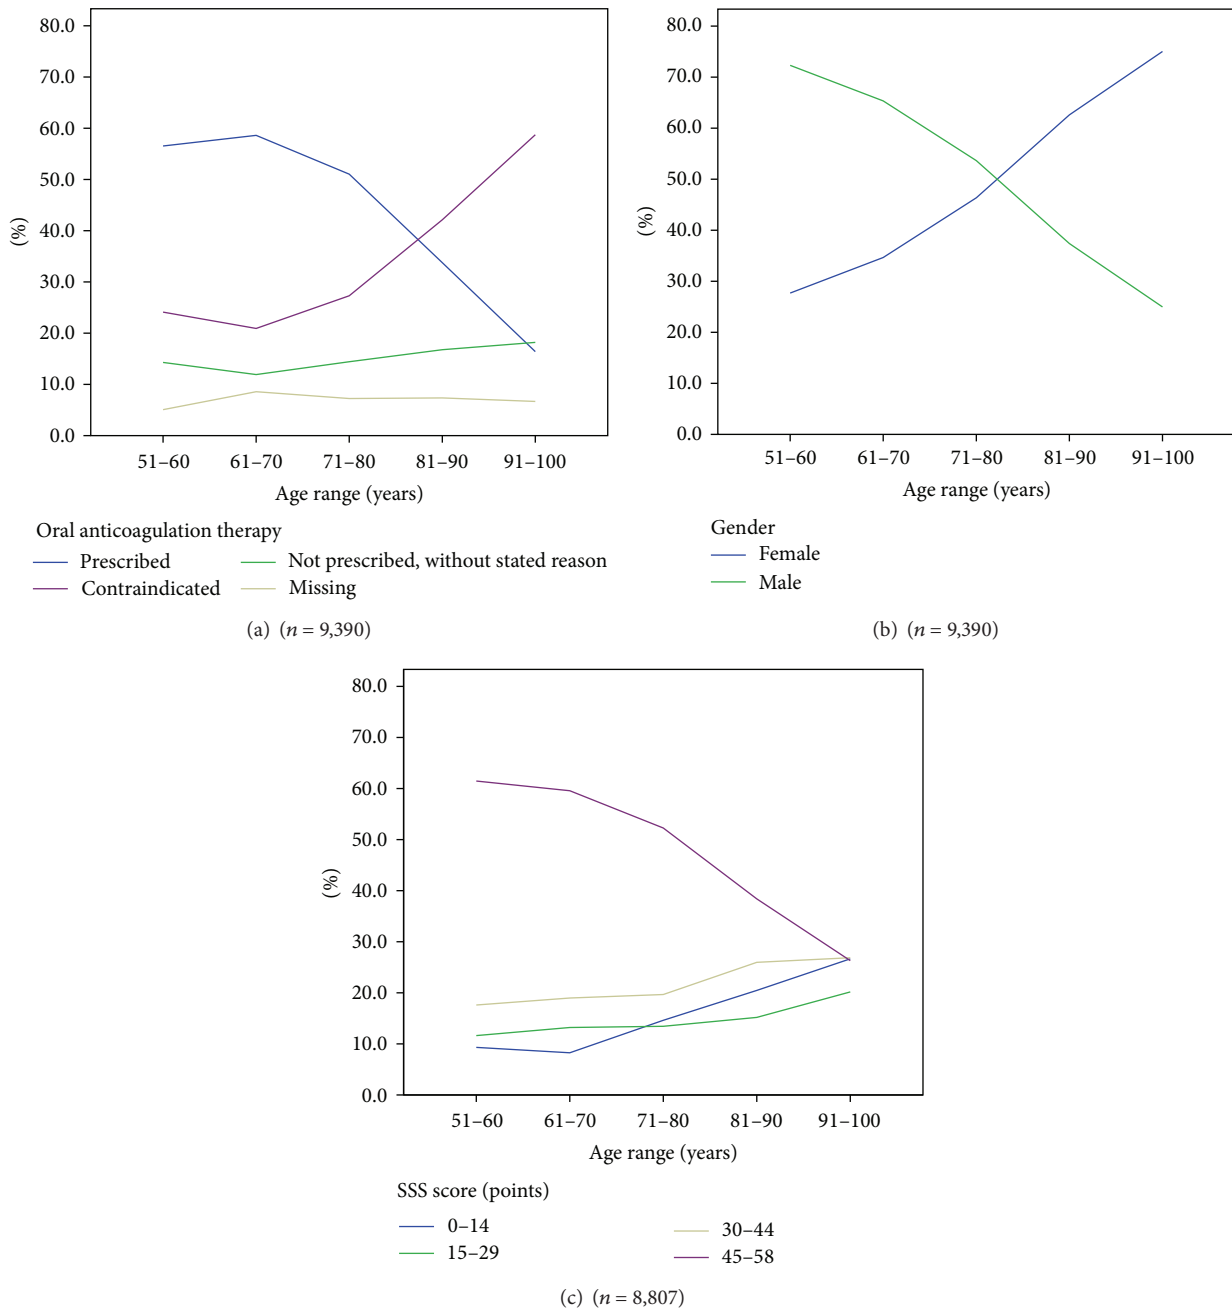 80.0
70.0
60.0
50.0
40.0
30.0
20.0
10.0
0.0
(%)
51–60 61–70 71–80 81–90 91–100
Age range (years)
Oral anticoagulation therapy
Prescribed Not prescribed, without stated reason
Contraindicated Missing
(a) (n = 9,390)
80.0
70.0
60.0
50.0
40.0
30.0
20.0
10.0
0.0
(%)
51–60 61–70 71–80 81–90 91–100
Age range (years)
Gender
Female
Male
(b) (n = 9,390)
80.0
70.0
60.0
50.0
40.0
30.0
20.0
10.0
0.0
(%)
51–60 61–70 71–80 81–90 91–100
Age range (years)
SSS score (points)
0–14 30–44
15–29 45–58
(c) (n = 8,807)